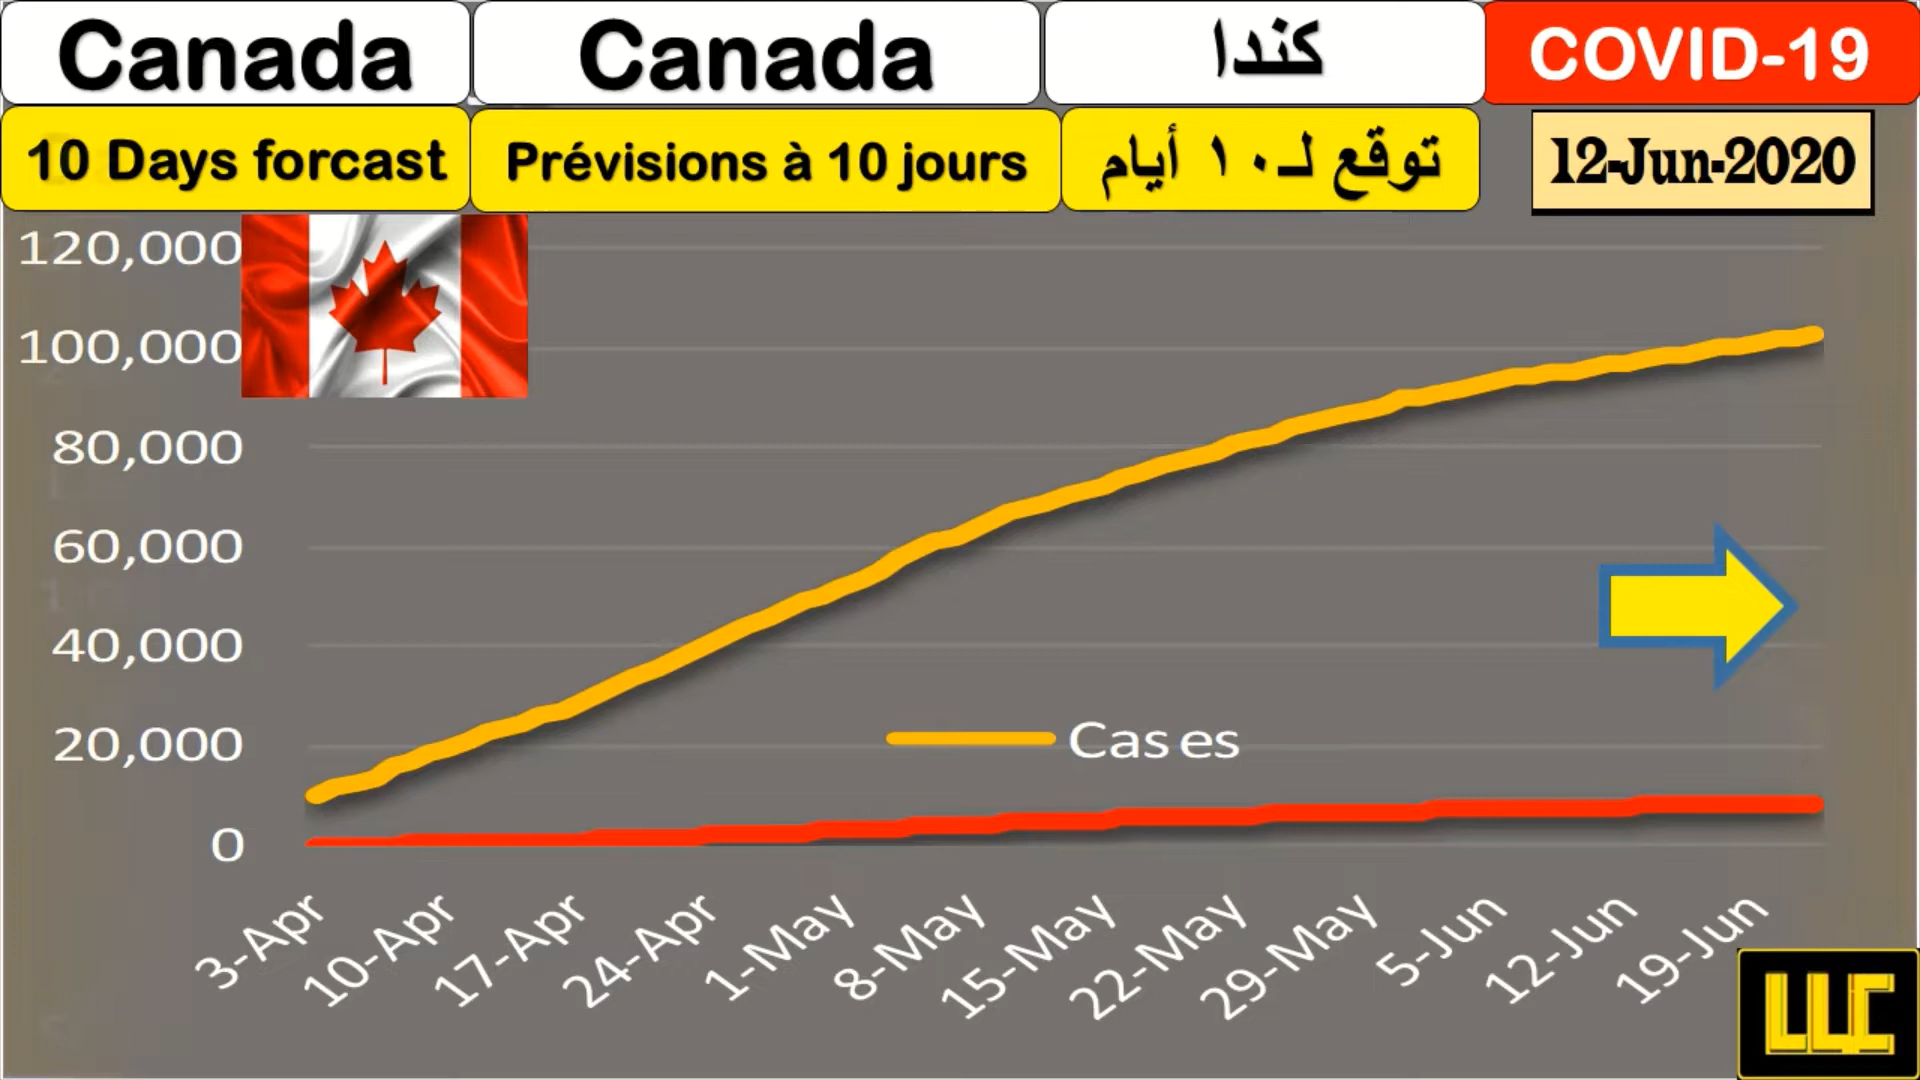 Canada
Canada
كندا
COVID-19
10 Days forcast
Prévisions à 10 jours
توقع لـ١٠ أيام
12-Jun-2020
120,000
100,000
80,000
60,000
40,000
20,000
0
Cases
3-Apr
10-Apr
17-Apr
24-Apr
1-May
8-May
15-May
22-May
29-May
5-Jun
12-Jun
19-Jun
LLC